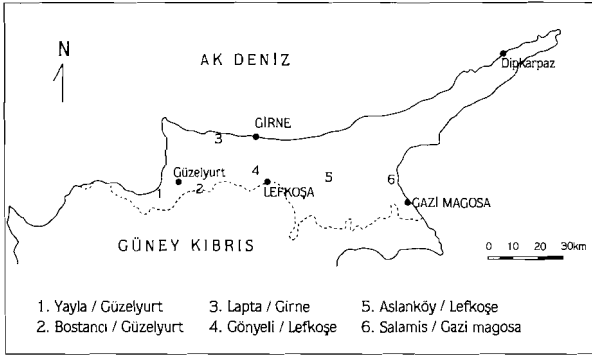 N
AK DENİZ
Dipkarpaz
GİRNE
3
Güzelyurt
4
5
6
1
2
LEFKOŞA
GAZİ MAGOSA
GÜNEY KIBRIS
0 10 20 30km
1. Yayla / Güzelyurt 3. Lapta / Girne 5. Aslanköy / Lefkoşe
2. Bostancı / Güzelyurt 4. Gönyeli / Lefkoşe 6. Salamis / Gazi magosa